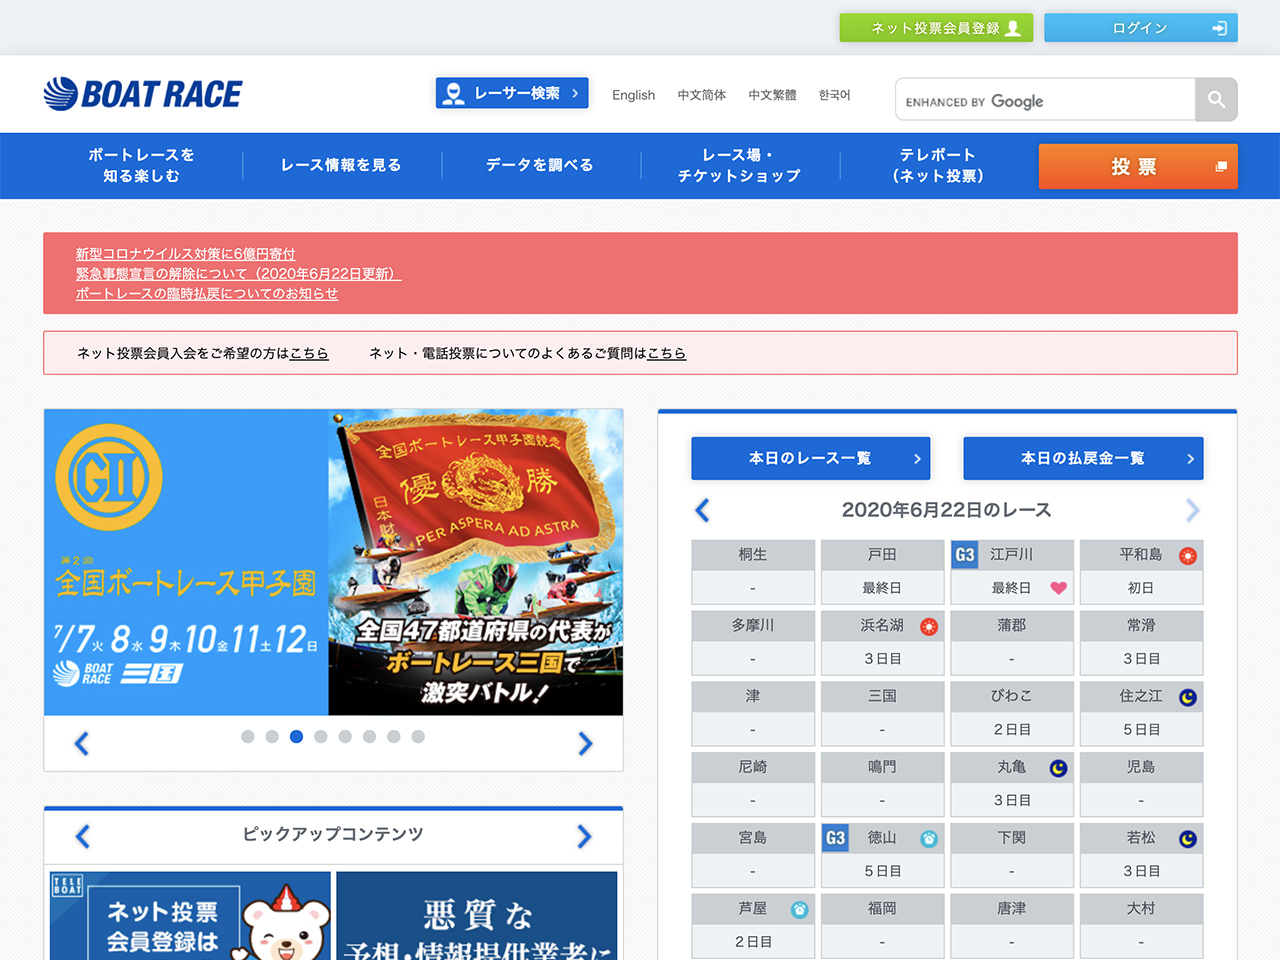 ネット投票会員登録
ログイン
BOAT RACE
レーサー検索
English
中文简体
中文繁體
한국어
ENHANCED BY Google
ボートレースを
知る楽しむ
レース情報を見る
データを調べる
レース場・
チケットショップ
テレボート
（ネット投票）
投票
新型コロナウイルス対策に6億円寄付
緊急事態宣言の解除について（2020年6月22日更新）
ボートレースの臨時払戻についてのお知らせ
ネット投票会員入会をご希望の方はこちら
ネット・電話投票についてのよくあるご質問はこちら
GII
第2回
全国ボートレース甲子園
7/7火 8水 9木 10金 11土 12日
BOAT RACE 三国
全国ボートレース甲子園競走
優勝
日本財
PER ASPERA AD ASTRA
全国47都道府県の代表が
ボートレース三国で
激突バトル！
ピックアップコンテンツ
TELE BOAT
ネット投票
会員登録は
悪質な
予想・情報提供業者に
本日のレース一覧
本日の払戻金一覧
2020年6月22日のレース
桐生 戸田 G3 江戸川 平和島
- 最終日 最終日 初日
多摩川 浜名湖 蒲郡 常滑
- 3日目 - 3日目
津 三国 びわこ 住之江
- - 2日目 5日目
尼崎 鳴門 丸亀 児島
- - 3日目 -
宮島 G3 徳山 下関 若松
- 5日目 - 3日目
芦屋 福岡 唐津 大村
2日目 - - -